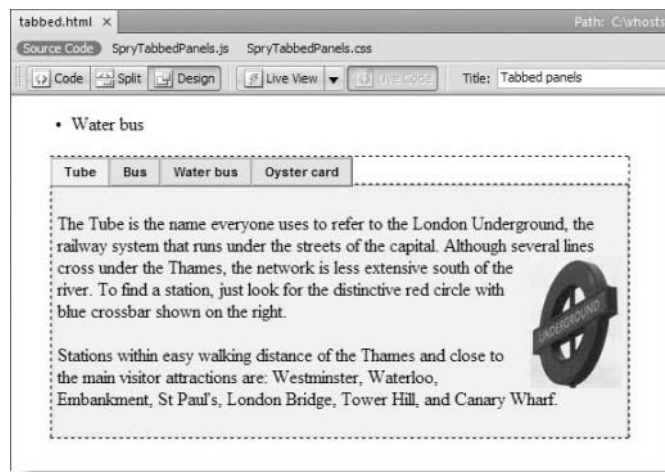 tabbed.html ×
Path: C:\vhosts
Source Code SpryTabbedPanels.js SpryTabbedPanels.css
Code Split Design Live View Live Code Title: Tabbed panels
• Water bus
Tube Bus Water bus Oyster card
The Tube is the name everyone uses to refer to the London Underground, the
railway system that runs under the streets of the capital. Although several lines
cross under the Thames, the network is less extensive south of the
river. To find a station, just look for the distinctive red circle with
blue crossbar shown on the right.
UNDERGROUND
Stations within easy walking distance of the Thames and close to
the main visitor attractions are: Westminster, Waterloo,
Embankment, St Paul's, London Bridge, Tower Hill, and Canary Wharf.